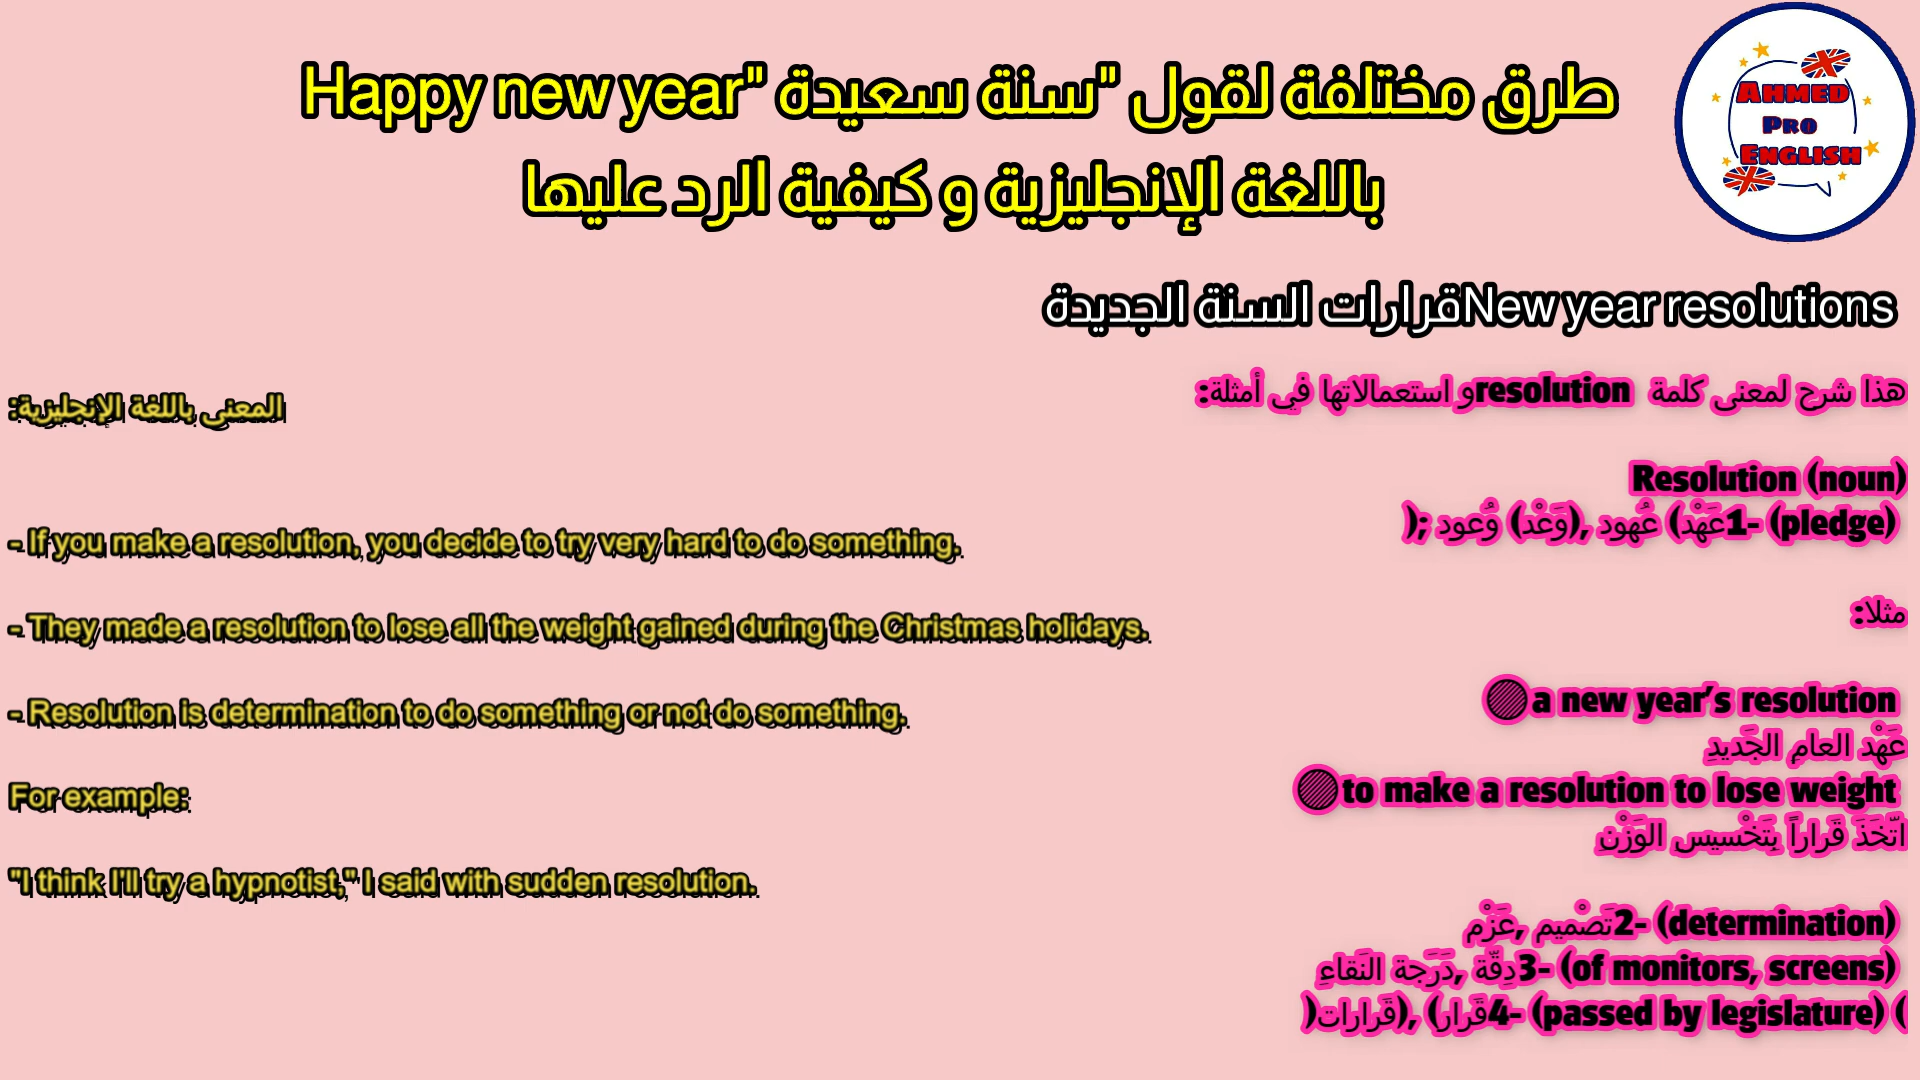 طرق مختلفة لقول "سنة سعيدة "Happy new year
باللغة الإنجليزية و كيفية الرد عليها
AHMED
PRO
ENGLISH
New year resolutionsقرارات السنة الجديدة
هذا شرح لمعنى كلمة resolutionو استعمالاتها في أمثلة:
Resolution (noun)
1- (pledge)عَهْد) عُهود ,(وَعْد) وُعود ;(
مثلا:
a new year’s resolution
عَهْد العامِ الجَديدِ
to make a resolution to lose weight
اتّخَذَ قَراراً بِتَخْسيس الوَزْنِ
2- (determination)تَصْميم ,عَزْم
3- (of monitors, screens)دِقّة ,دَرَجة النَقاءِ
4- (passed by legislature) (قَرار) ,(قَرارات(
المعنى باللغة الإنجليزية:
- If you make a resolution, you decide to try very hard to do something.
- They made a resolution to lose all the weight gained during the Christmas holidays.
- Resolution is determination to do something or not do something.
For example:
"I think I'll try a hypnotist," I said with sudden resolution.